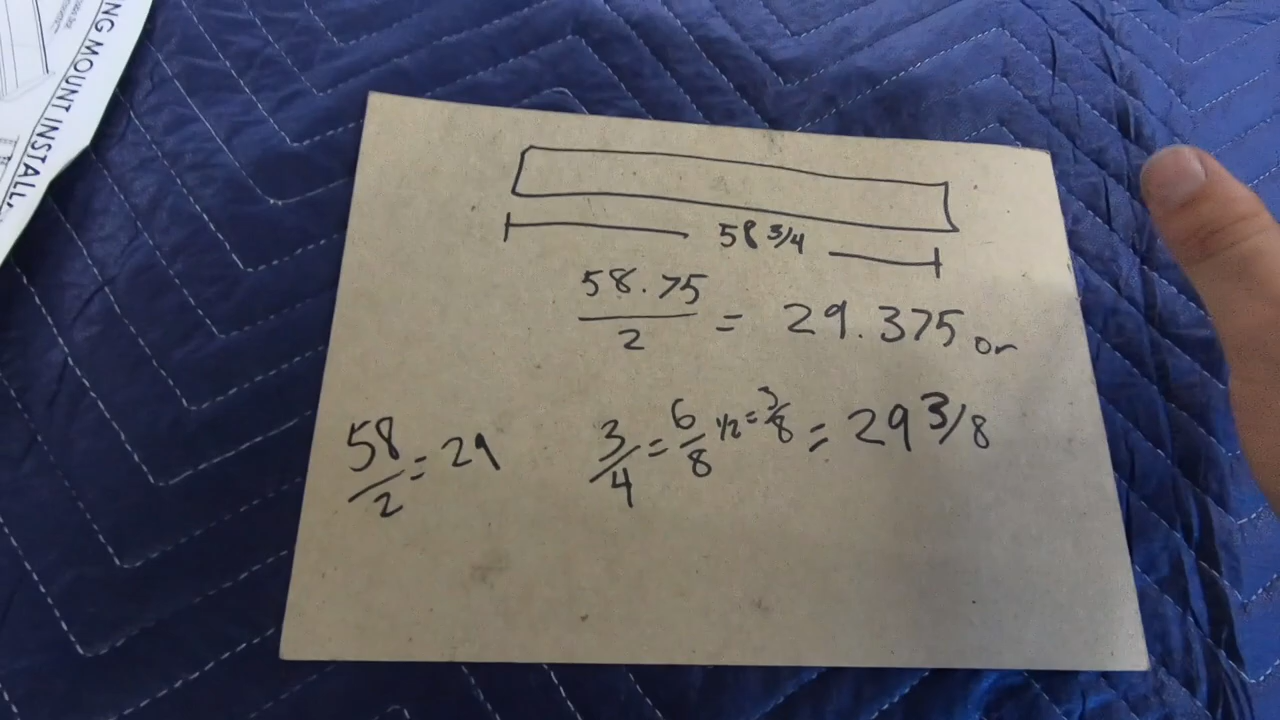 NG MOUNT INSTALL
58 3/4
58.75
2
= 29.375 or
58/2 = 29
3/4 = 6/8 1/2 = 3/8 = 29 3/8